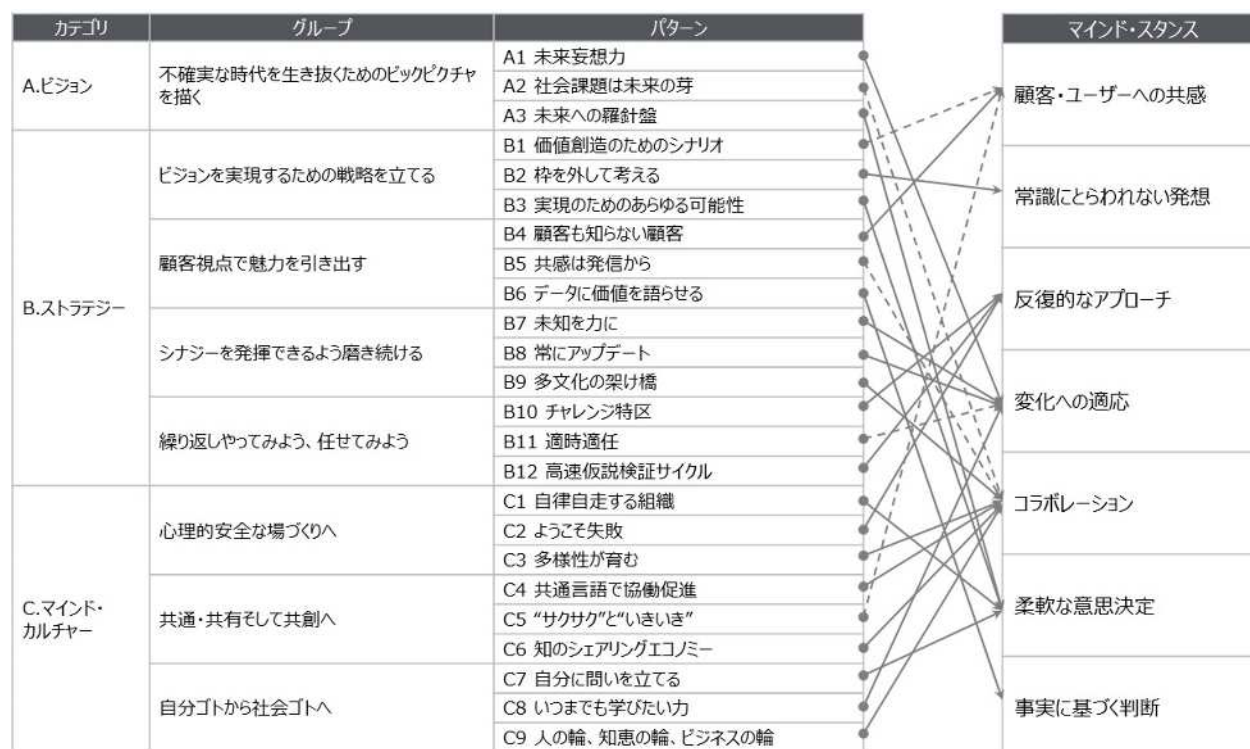 カテゴリ
グループ
パターン
マインド・スタンス
A.ビジョン
不確実な時代を生き抜くためのビックピクチャ
を描く
A1 未来妄想力
A2 社会課題は未来の芽
A3 未来への羅針盤
B.ストラテジー
ビジョンを実現するための戦略を立てる
B1 価値創造のためのシナリオ
B2 枠を外して考える
B3 実現のためのあらゆる可能性
顧客視点で魅力を引き出す
B4 顧客も知らない顧客
B5 共感は発信から
B6 データに価値を語らせる
シナジーを発揮できるよう磨き続ける
B7 未知を力に
B8 常にアップデート
B9 多文化の架け橋
繰り返しやってみよう、任せてみよう
B10 チャレンジ特区
B11 適時適任
B12 高速仮説検証サイクル
C.マインド・
カルチャー
心理的安全な場づくりへ
C1 自律自走する組織
C2 ようこそ失敗
C3 多様性が育む
共通・共有そして共創へ
C4 共通言語で協働促進
C5 “サクサク”と“いきいき”
C6 知のシェアリングエコノミー
自分ゴトから社会ゴトへ
C7 自分に問いを立てる
C8 いつまでも学びたい力
C9 人の輪、知恵の輪、ビジネスの輪
顧客・ユーザーへの共感
常識にとらわれない発想
反復的なアプローチ
変化への適応
コラボレーション
柔軟な意思決定
事実に基づく判断